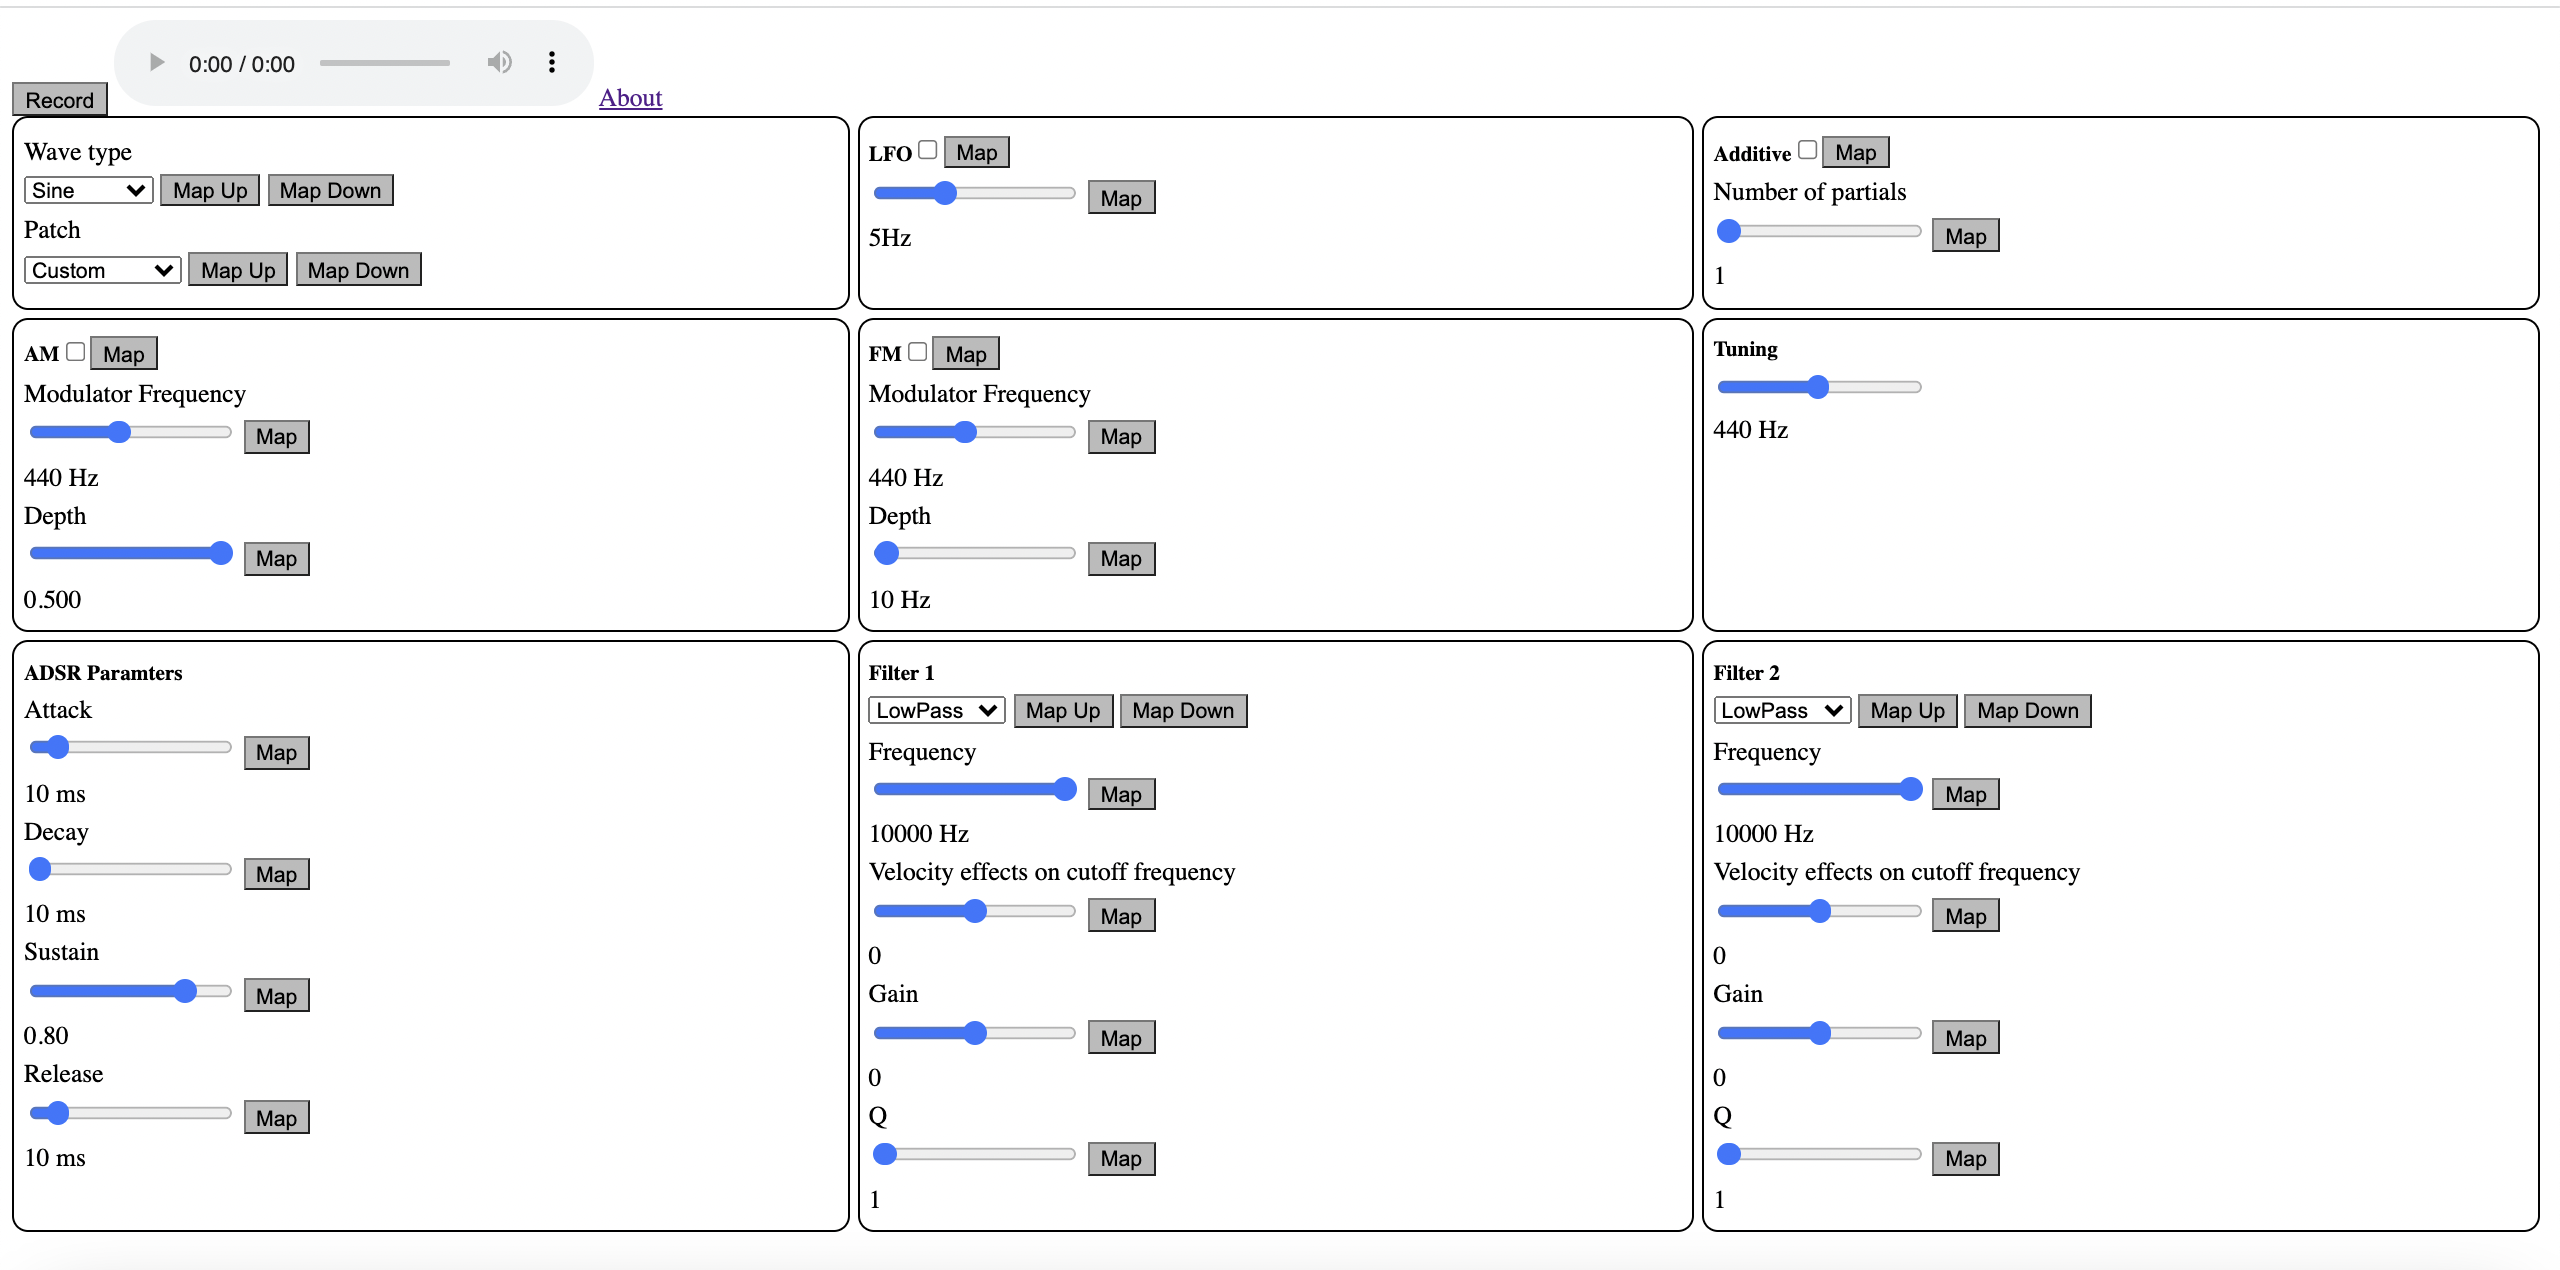 0:00 / 0:00
Record About
Wave type
Sine Map Up Map Down
Patch
Custom Map Up Map Down
LFO Map
Map
5Hz
Additive Map
Number of partials
Map
1
AM Map
Modulator Frequency
Map
440 Hz
Depth
Map
0.500
FM Map
Modulator Frequency
Map
440 Hz
Depth
Map
10 Hz
Tuning
440 Hz
ADSR Paramters
Attack
Map
10 ms
Decay
Map
10 ms
Sustain
Map
0.80
Release
Map
10 ms
Filter 1
LowPass Map Up Map Down
Frequency
Map
10000 Hz
Velocity effects on cutoff frequency
Map
0
Gain
Map
0
Q
Map
1
Filter 2
LowPass Map Up Map Down
Frequency
Map
10000 Hz
Velocity effects on cutoff frequency
Map
0
Gain
Map
0
Q
Map
1